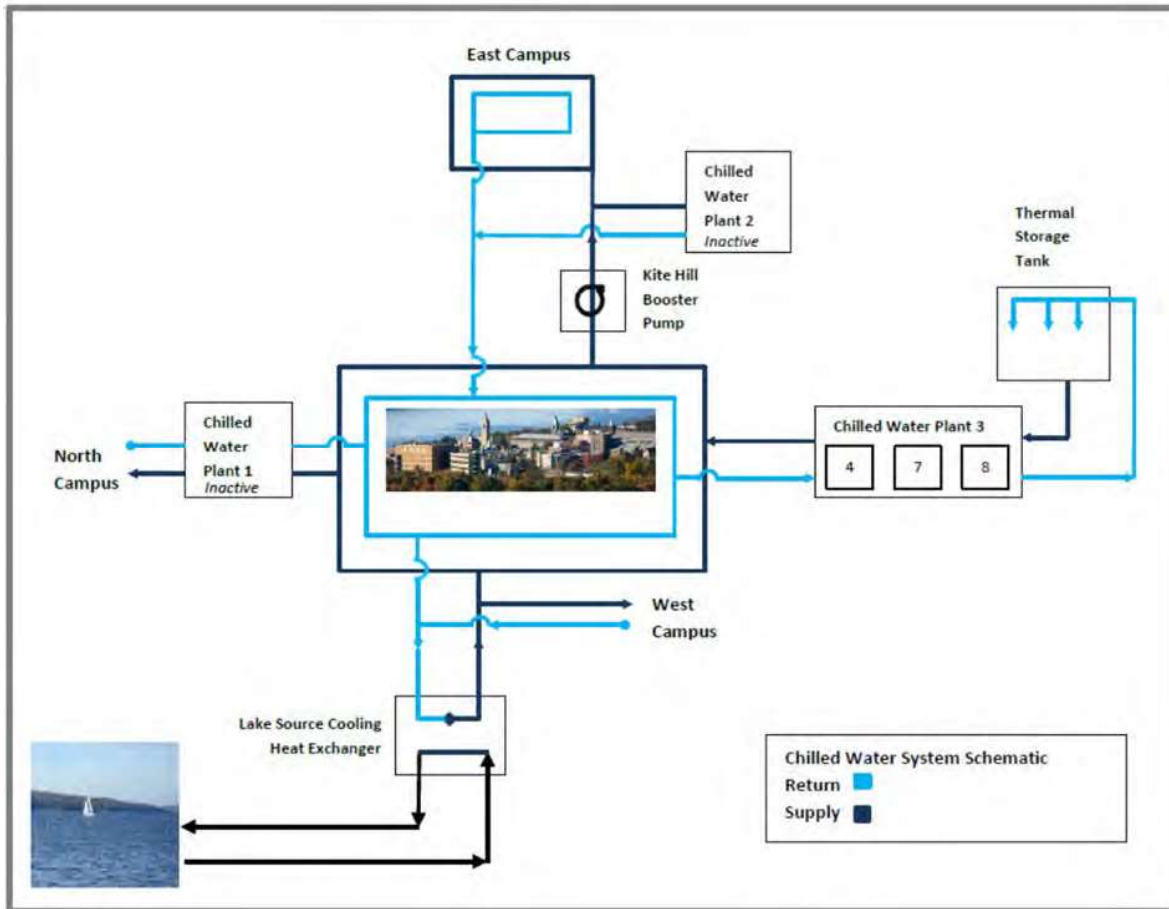 East Campus
Chilled
Water
Plant 2
Inactive
Thermal
Storage
Tank
Kite Hill
Booster
Pump
Chilled
Water
Plant 1
Inactive
North
Campus
Chilled Water Plant 3
4
7
8
West
Campus
Lake Source Cooling
Heat Exchanger
Chilled Water System Schematic
Return
Supply